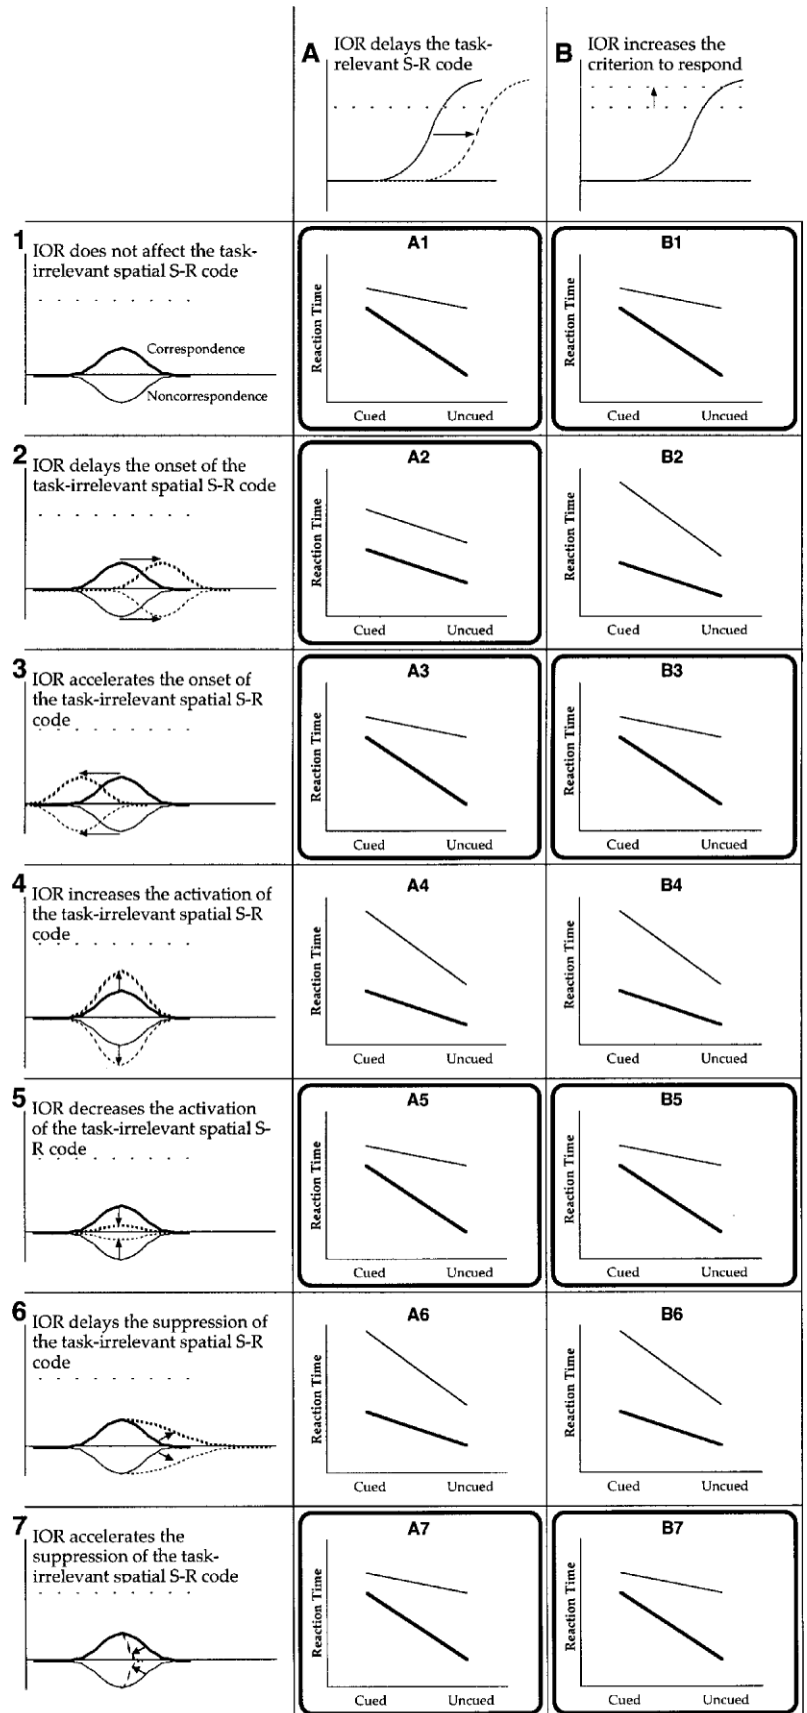 A
IOR delays the task-
relevant S-R code
B
IOR increases the
criterion to respond
1
IOR does not affect the task-
irrelevant spatial S-R code
Correspondence
Noncorrespondence
A1
Reaction Time
Cued
Uncued
B1
Reaction Time
Cued
Uncued
2
IOR delays the onset of the
task-irrelevant spatial S-R code
A2
Reaction Time
Cued
Uncued
B2
Reaction Time
Cued
Uncued
3
IOR accelerates the onset of
the task-irrelevant spatial S-R
code
A3
Reaction Time
Cued
Uncued
B3
Reaction Time
Cued
Uncued
4
IOR increases the activation of
the task-irrelevant spatial S-R
code
A4
Reaction Time
Cued
Uncued
B4
Reaction Time
Cued
Uncued
5
IOR decreases the activation
of the task-irrelevant spatial S-
R code
A5
Reaction Time
Cued
Uncued
B5
Reaction Time
Cued
Uncued
6
IOR delays the suppression of
the task-irrelevant spatial S-R
code
A6
Reaction Time
Cued
Uncued
B6
Reaction Time
Cued
Uncued
7
IOR accelerates the
suppression of the task-
irrelevant spatial S-R code
A7
Reaction Time
Cued
Uncued
B7
Reaction Time
Cued
Uncued